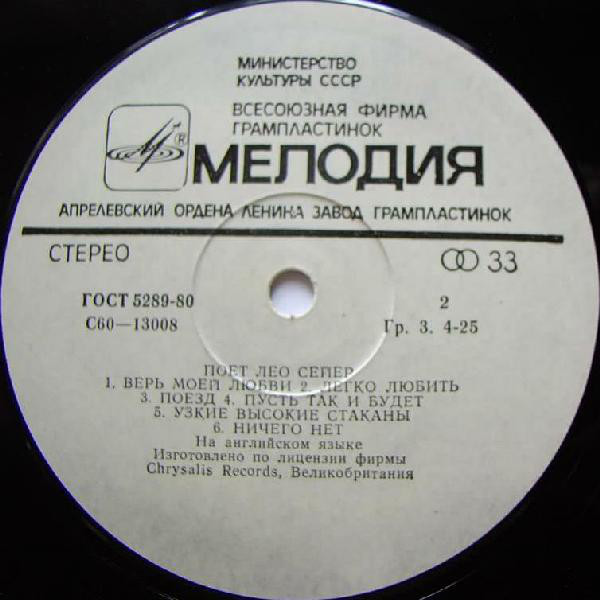 МИНИСТЕРСТВО
КУЛЬТУРЫ СССР
ВСЕСОЮЗНАЯ ФИРМА
ГРАМПЛАСТИНОК
®
МЕЛОДИЯ
АПРЕЛЕВСКИЙ ОРДЕНА ЛЕНИНА ЗАВОД ГРАМПЛАСТИНОК
СТЕРЕО 33
ГОСТ 5289-80 2
С60—13008 Гр. 3. 4-25
ПОЕТ ЛЕО СЕЙЕР
1. ВЕРЬ МОЕЙ ЛЮБВИ 2. ЛЕГКО ЛЮБИТЬ
3. ПОЕЗД 4. ПУСТЬ ТАК И БУДЕТ
5. УЗКИЕ ВЫСОКИЕ СТАКАНЫ
6. НИЧЕГО НЕТ
На английском языке
Изготовлено по лицензии фирмы
Chrysalis Records, Великобритания